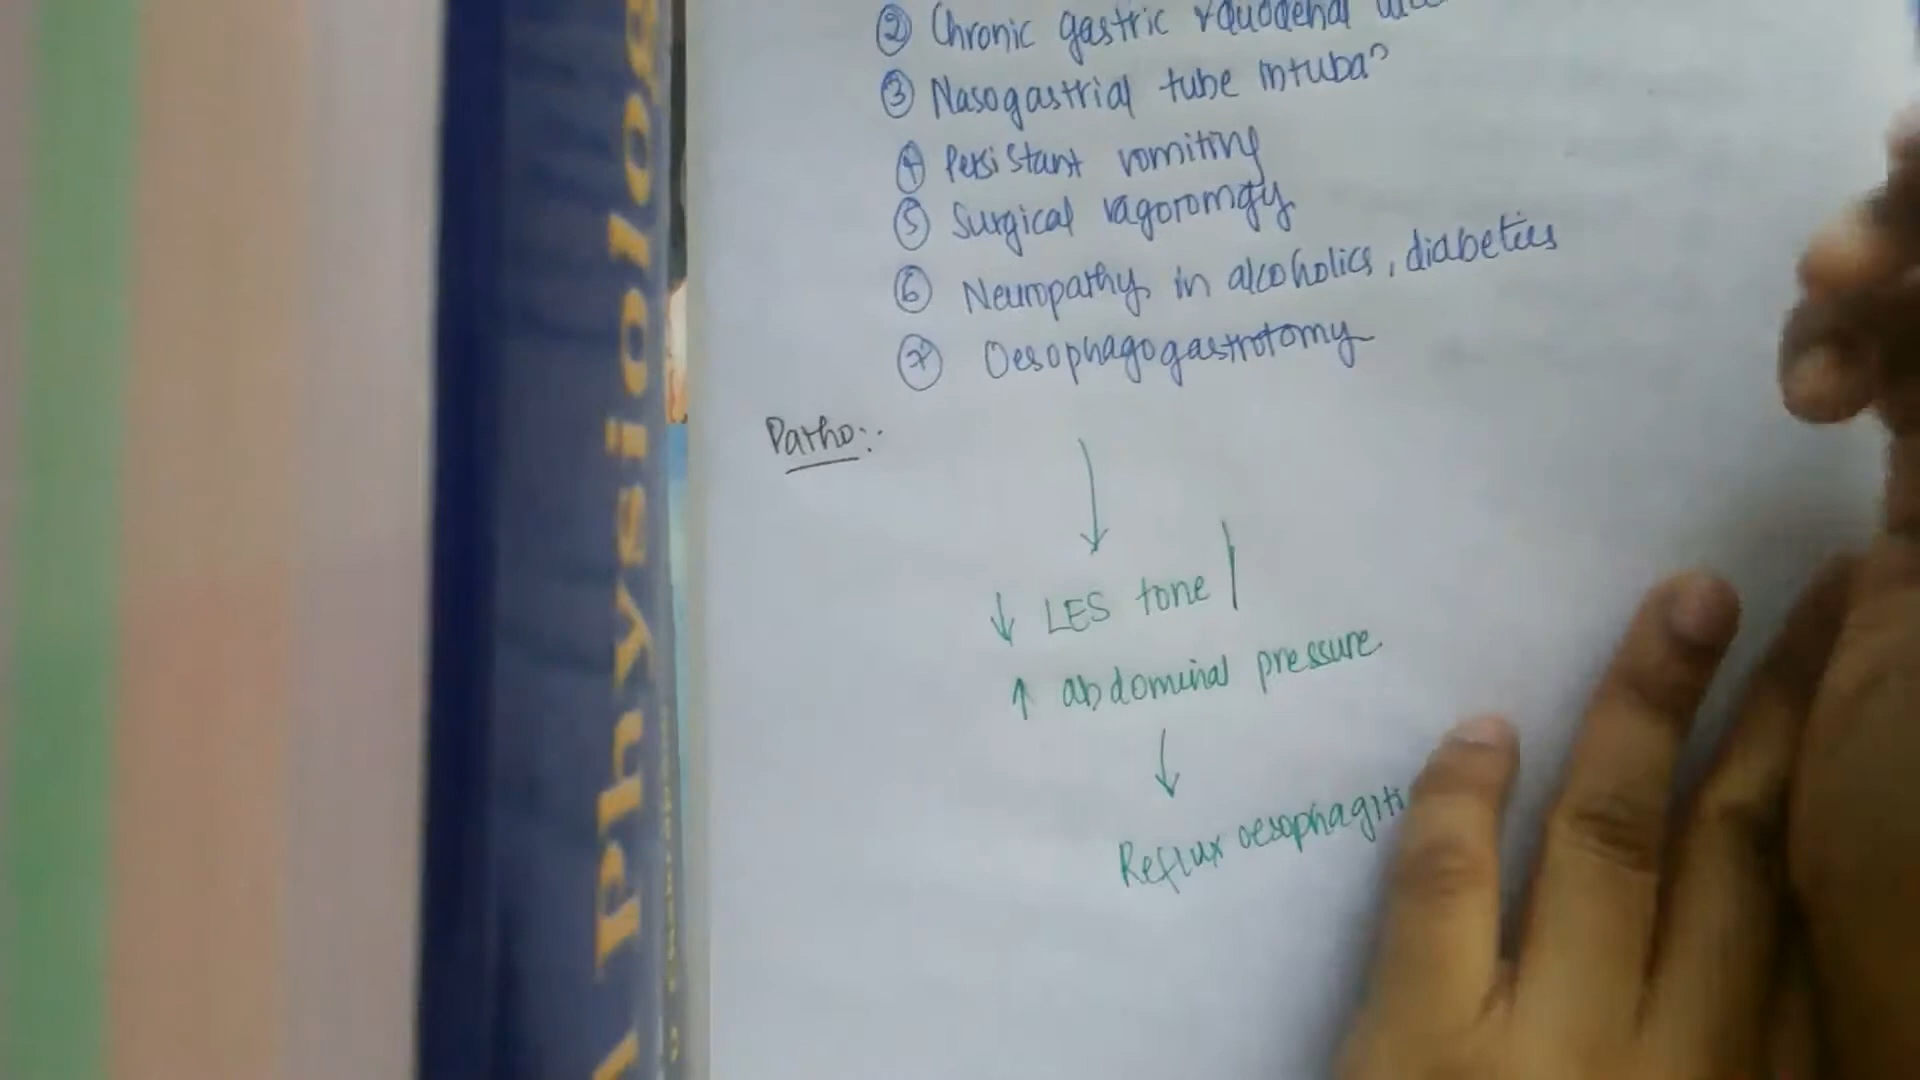 ② Chronic gastric & duodenal
③ Nasogastrial tube intuba?
④ Persistant vomiting
⑤ Surgical vagoromgy
⑥ Neuropathy in alcoholics, diabetics
⑦ Oesophagogastrotomy
Patho:-
↓
↓ LES tone |
↑ abdominal pressure
↓
Reflux oesophagiti
A Physiolog